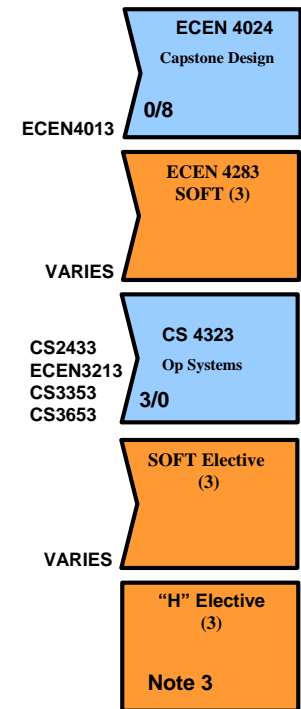 ECEN 4024
Capstone Design
0/8
ECEN4013
ECEN 4283
SOFT (3)
VARIES
CS2433
ECEN3213
CS3353
CS3653
CS 4323
Op Systems
3/0
SOFT Elective
(3)
VARIES
“H” Elective
(3)
Note 3